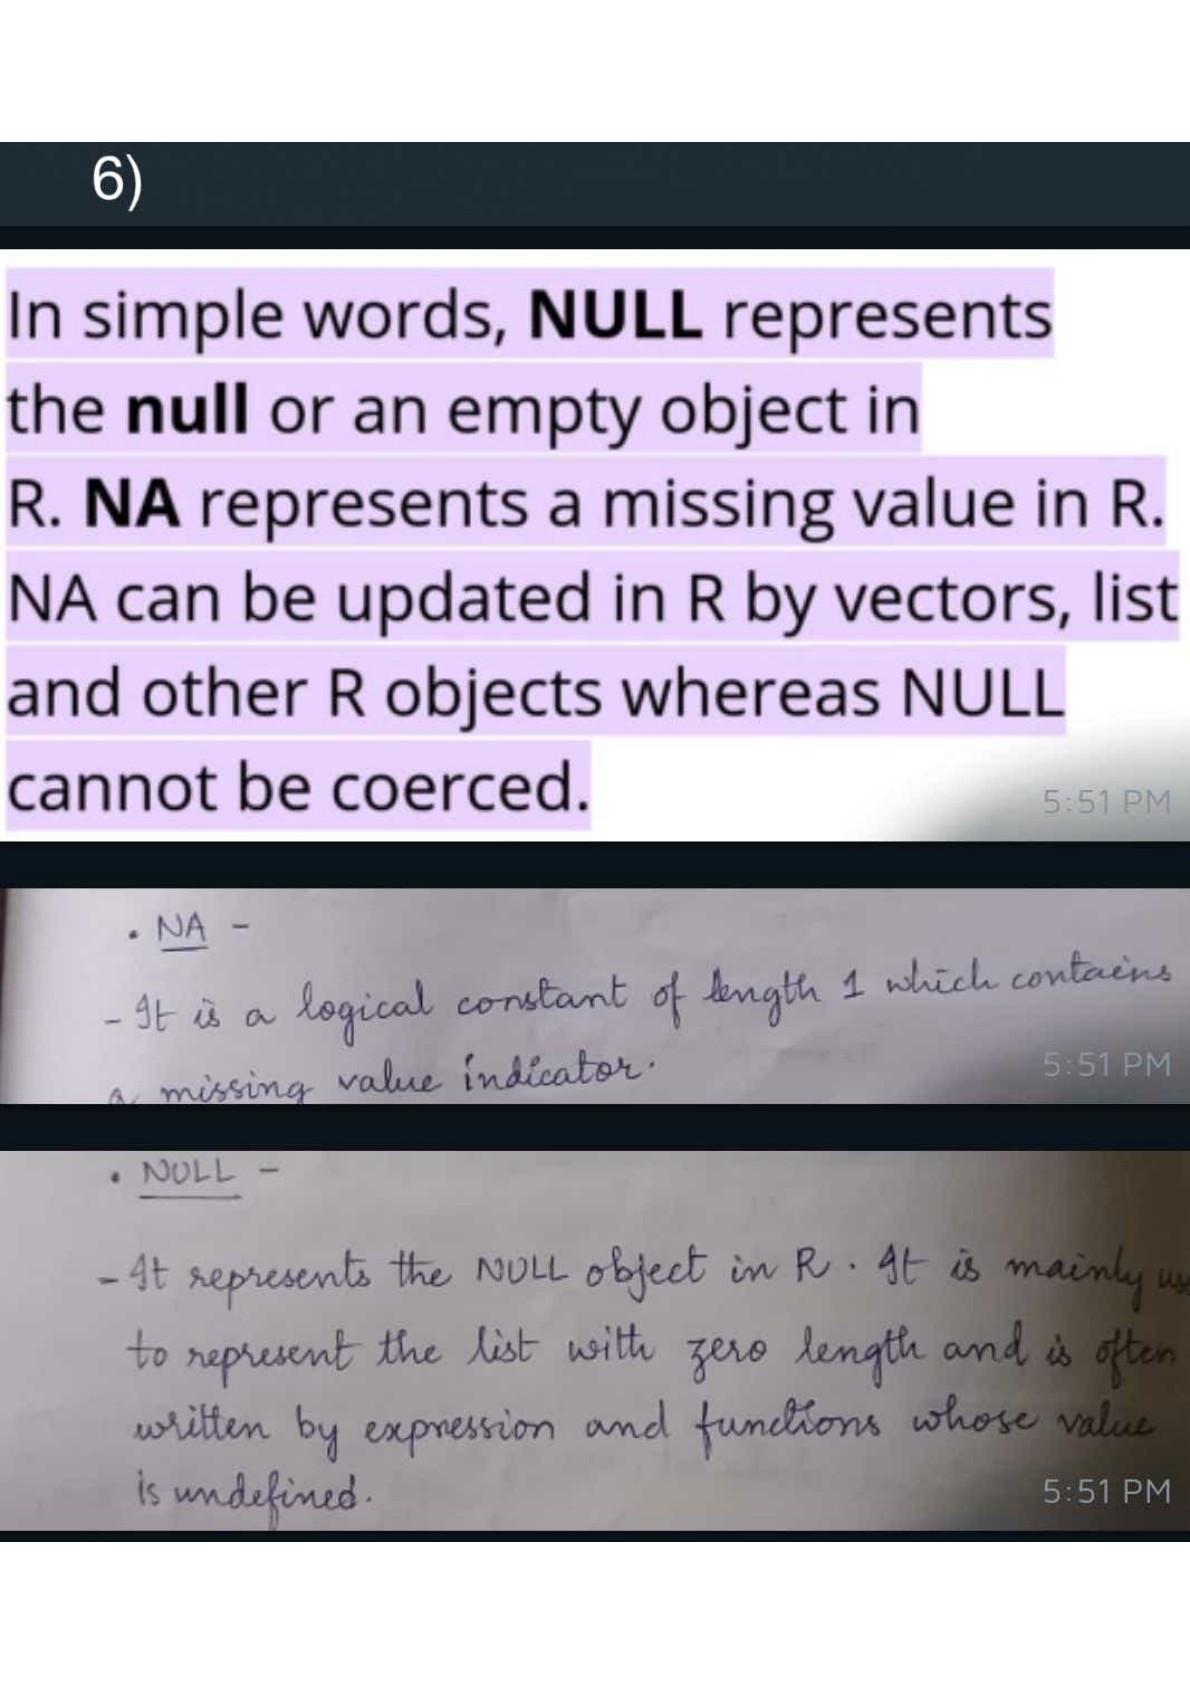 6)
In simple words, NULL represents
the null or an empty object in
R. NA represents a missing value in R.
NA can be updated in R by vectors, list
and other R objects whereas NULL
cannot be coerced.
5:51 PM
• NA -
- It is a logical constant of length 1 which contains
a missing value indicator.
5:51 PM
• NULL -
- It represents the NULL object in R. It is mainly
to represent the list with zero length and is often
written by expression and functions whose value
is undefined.
5:51 PM